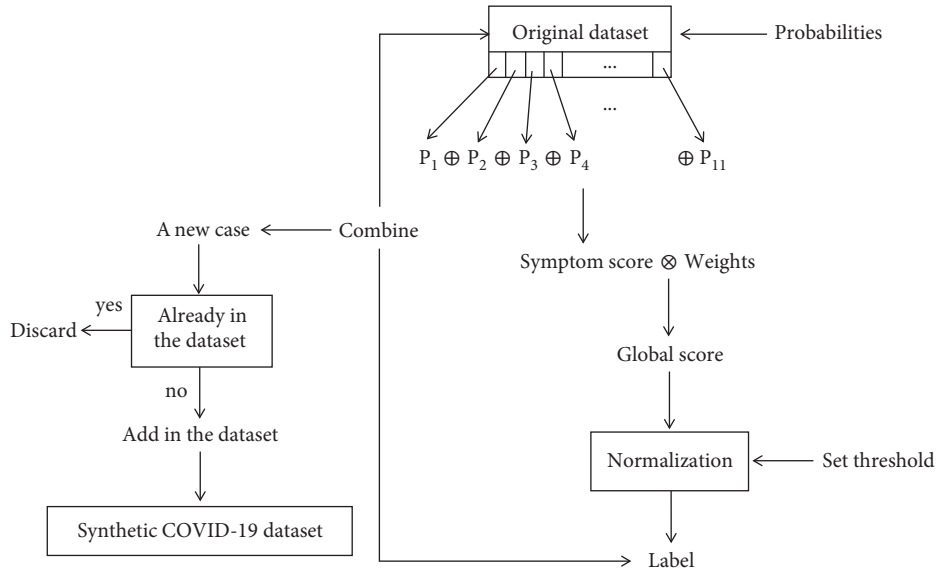 Original dataset
Probabilities
...
...
P1 ⊕ P2 ⊕ P3 ⊕ P4 ⊕ P11
A new case
Combine
Symptom score ⊗ Weights
yes
Discard
Already in
the dataset
Global score
no
Add in the dataset
Normalization
Set threshold
Synthetic COVID-19 dataset
Label